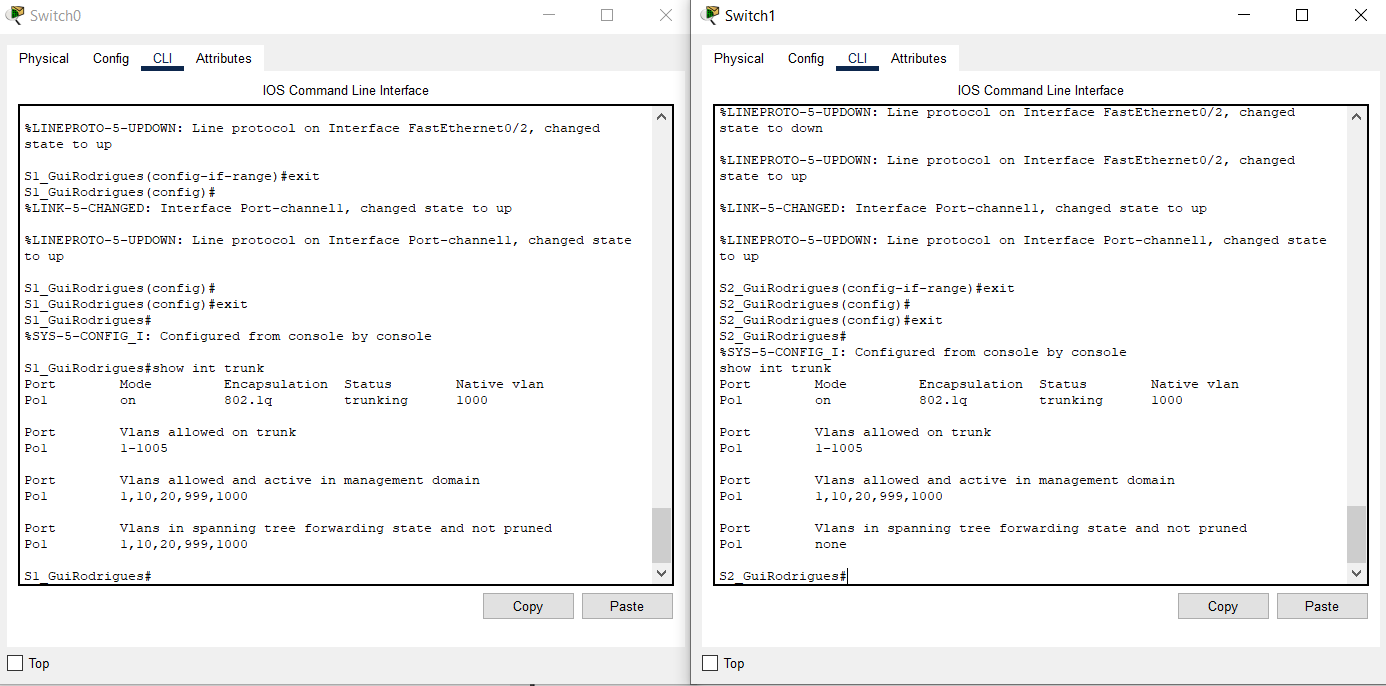 Switch0
Physical Config CLI Attributes
IOS Command Line Interface
%LINEPROTO-5-UPDOWN: Line protocol on Interface FastEthernet0/2, changed
state to up
S1_GuiRodrigues(config-if-range)#exit
S1_GuiRodrigues(config)#
%LINK-5-CHANGED: Interface Port-channel1, changed state to up
%LINEPROTO-5-UPDOWN: Line protocol on Interface Port-channel1, changed state
to up
S1_GuiRodrigues(config)#
S1_GuiRodrigues(config)#exit
S1_GuiRodrigues#
%SYS-5-CONFIG_I: Configured from console by console
S1_GuiRodrigues#show int trunk
Port Mode Encapsulation Status Native vlan
Po1 on 802.1q trunking 1000
Port Vlans allowed on trunk
Po1 1-1005
Port Vlans allowed and active in management domain
Po1 1,10,20,999,1000
Port Vlans in spanning tree forwarding state and not pruned
Po1 1,10,20,999,1000
S1_GuiRodrigues#
Copy Paste
Top
Switch1
Physical Config CLI Attributes
IOS Command Line Interface
%LINEPROTO-5-UPDOWN: Line protocol on Interface FastEthernet0/2, changed
state to down
%LINEPROTO-5-UPDOWN: Line protocol on Interface FastEthernet0/2, changed
state to up
%LINK-5-CHANGED: Interface Port-channel1, changed state to up
%LINEPROTO-5-UPDOWN: Line protocol on Interface Port-channel1, changed state
to up
S2_GuiRodrigues(config-if-range)#exit
S2_GuiRodrigues(config)#
S2_GuiRodrigues(config)#exit
S2_GuiRodrigues#
%SYS-5-CONFIG_I: Configured from console by console
show int trunk
Port Mode Encapsulation Status Native vlan
Po1 on 802.1q trunking 1000
Port Vlans allowed on trunk
Po1 1-1005
Port Vlans allowed and active in management domain
Po1 1,10,20,999,1000
Port Vlans in spanning tree forwarding state and not pruned
Po1 none
S2_GuiRodrigues#
Copy Paste
Top